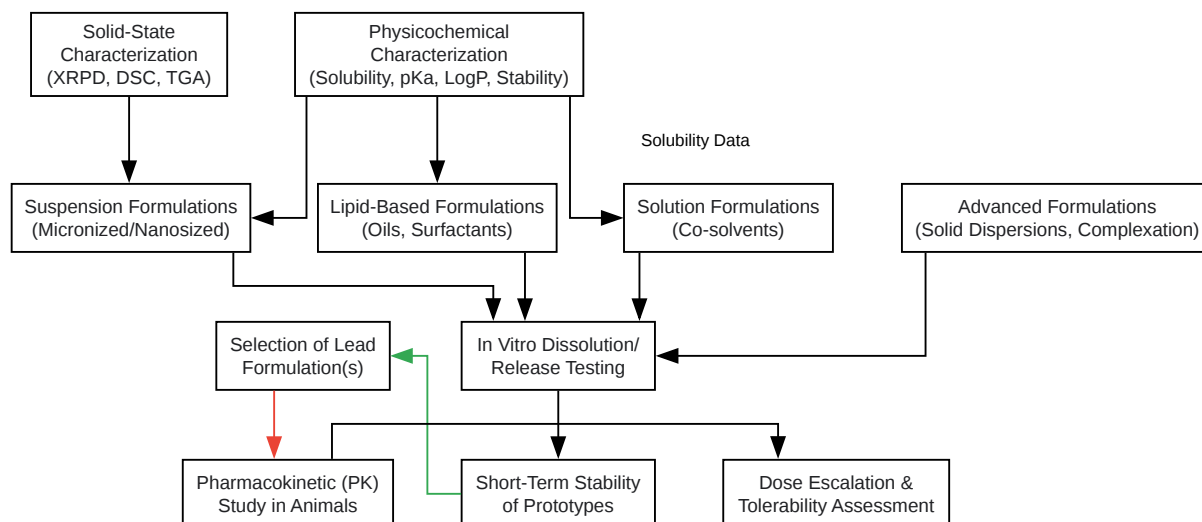 Solid-State
Characterization
(XRPD, DSC, TGA)
Physicochemical
Characterization
(Solubility, pKa, LogP, Stability)
Solubility Data
Suspension Formulations
(Micronized/Nanosized)
Lipid-Based Formulations
(Oils, Surfactants)
Solution Formulations
(Co-solvents)
Advanced Formulations
(Solid Dispersions, Complexation)
Selection of Lead
Formulation(s)
In Vitro Dissolution/
Release Testing
Pharmacokinetic (PK)
Study in Animals
Short-Term Stability
of Prototypes
Dose Escalation &
Tolerability Assessment